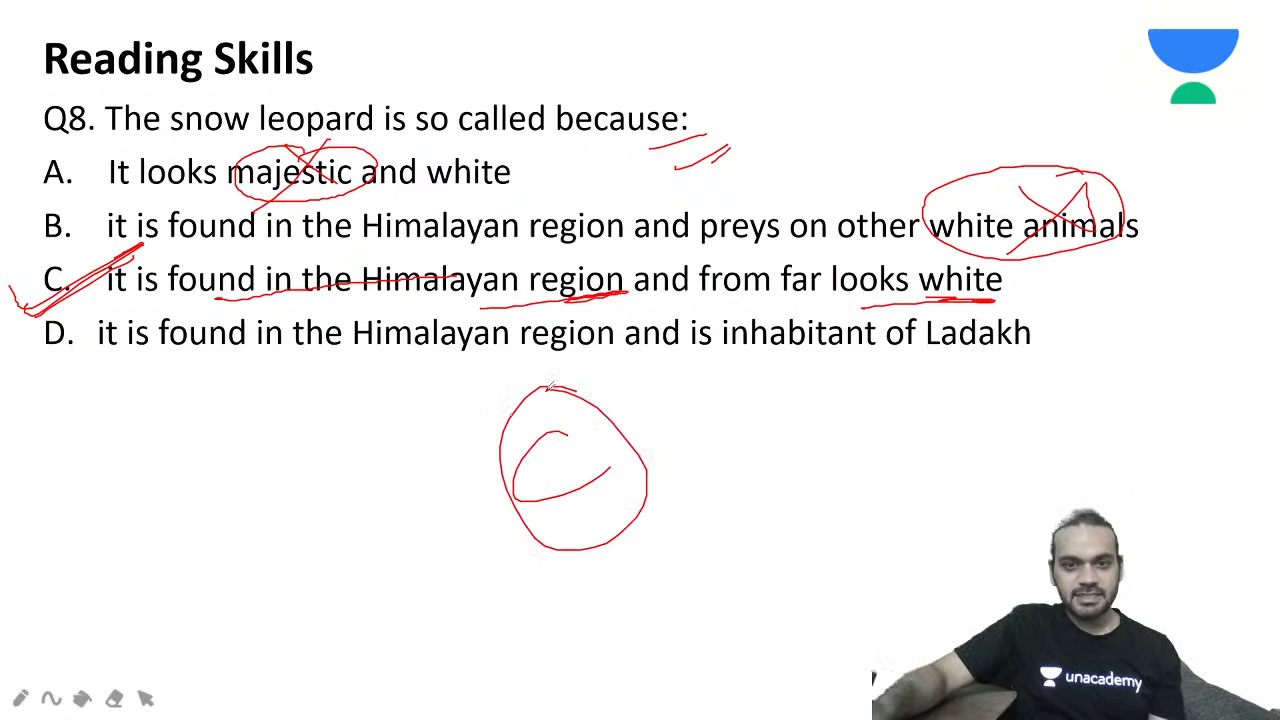 Reading Skills
Q8. The snow leopard is so called because:
A. It looks majestic and white
B. it is found in the Himalayan region and preys on other white animals
C. it is found in the Himalayan region and from far looks white
D. it is found in the Himalayan region and is inhabitant of Ladakh
C
unacademy